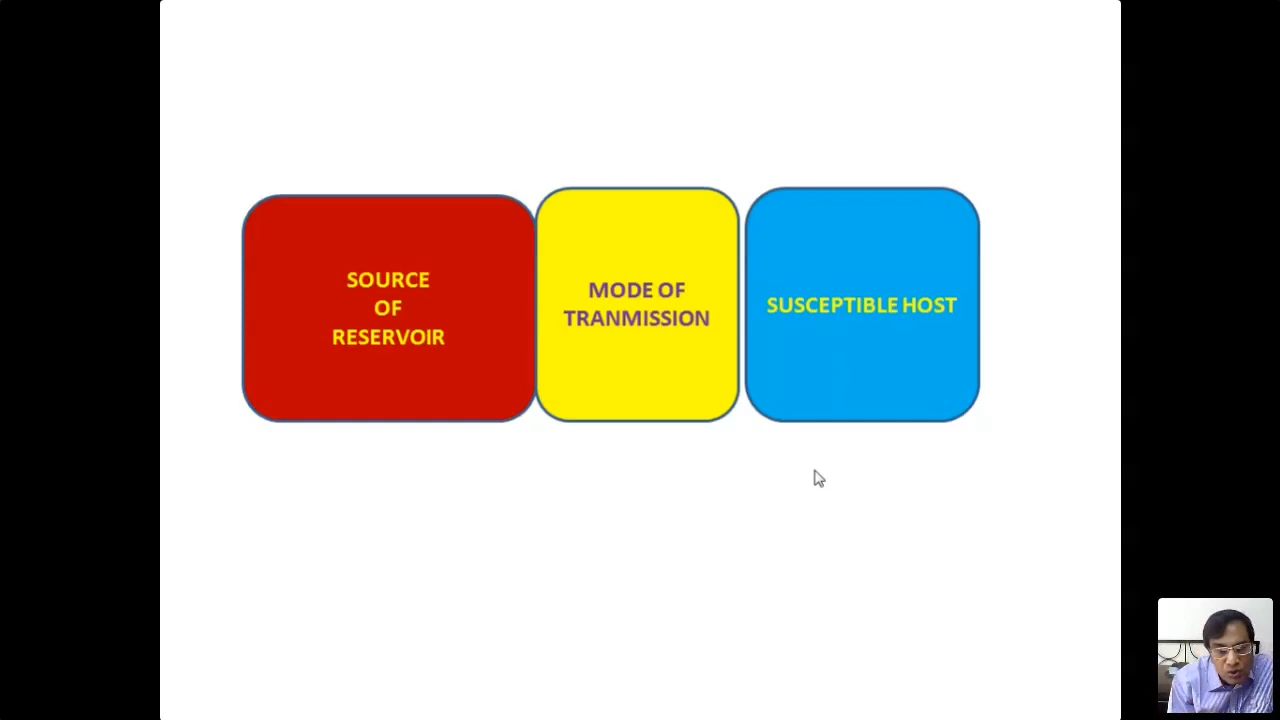 SOURCE
OF
RESERVOIR
MODE OF
TRANMISSION
SUSCEPTIBLE HOST